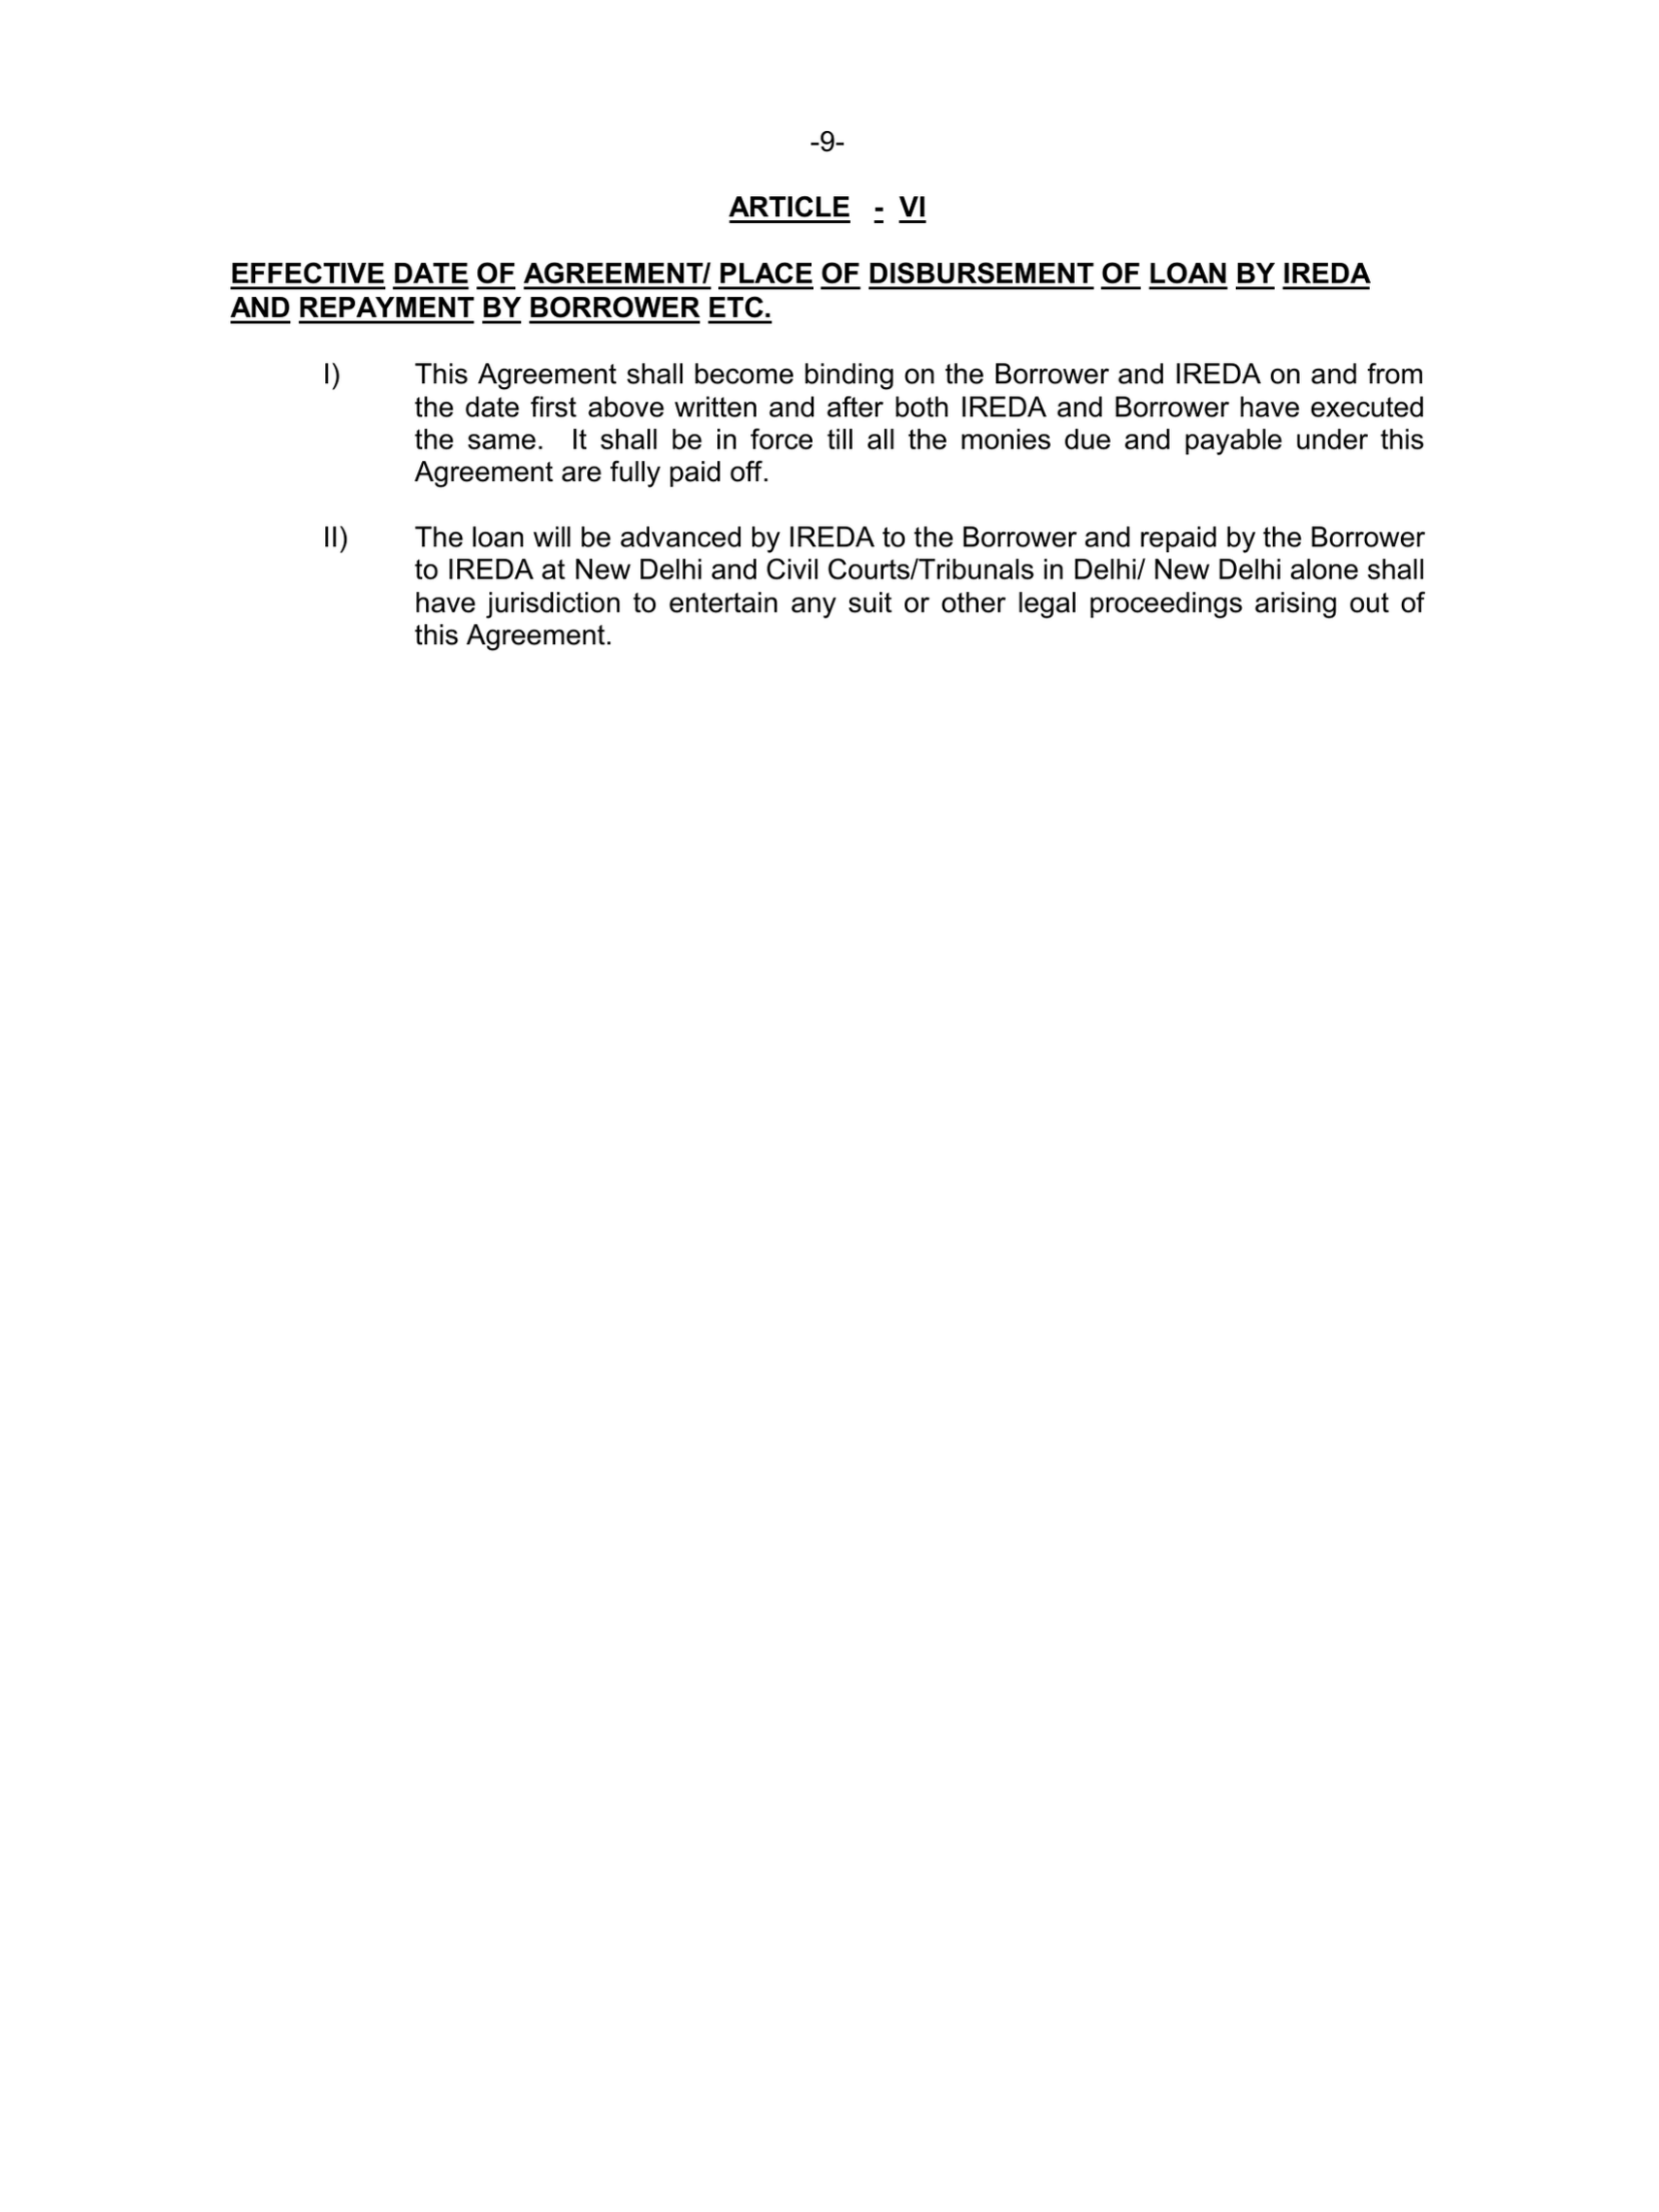 -9-
ARTICLE - VI
EFFECTIVE DATE OF AGREEMENT/ PLACE OF DISBURSEMENT OF LOAN BY IREDA
AND REPAYMENT BY BORROWER ETC.
I) This Agreement shall become binding on the Borrower and IREDA on and from
the date first above written and after both IREDA and Borrower have executed
the same. It shall be in force till all the monies due and payable under this
Agreement are fully paid off.
II) The loan will be advanced by IREDA to the Borrower and repaid by the Borrower
to IREDA at New Delhi and Civil Courts/Tribunals in Delhi/ New Delhi alone shall
have jurisdiction to entertain any suit or other legal proceedings arising out of
this Agreement.